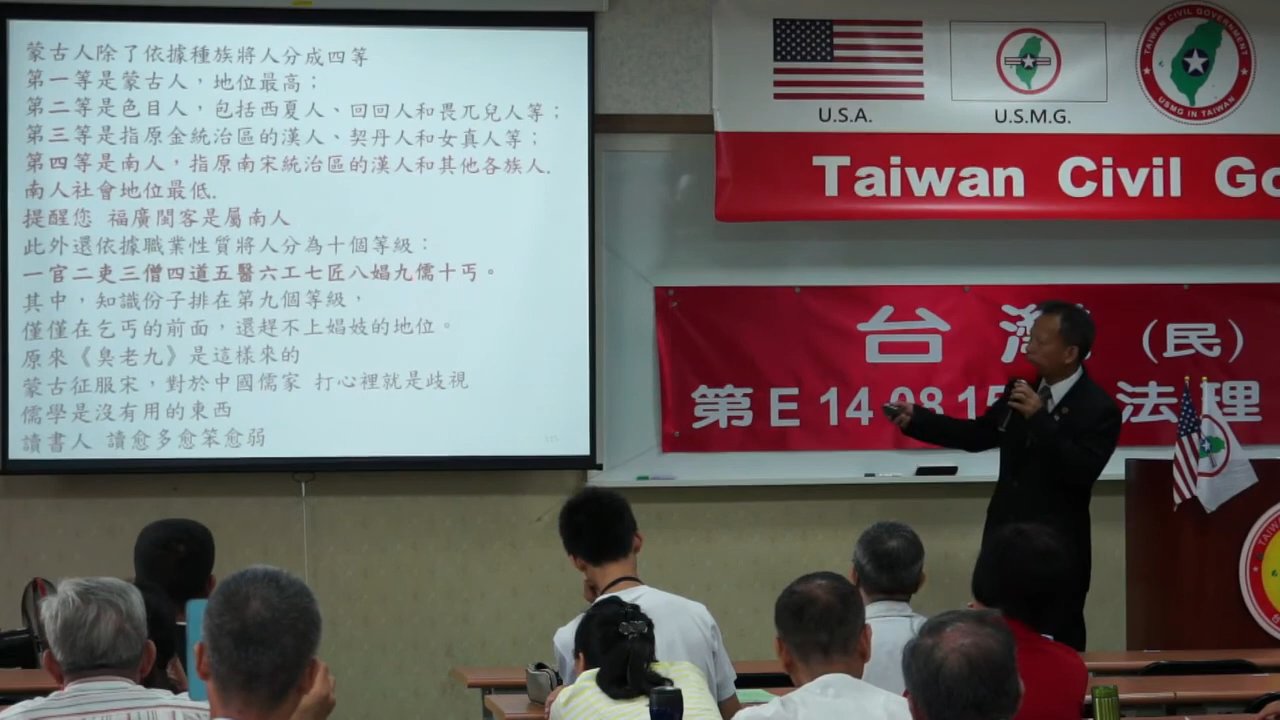 蒙古人除了依據種族將人分成四等
第一等是蒙古人，地位最高；
第二等是色目人，包括西夏人、回回人和畏兀兒人等；
第三等是指原金統治區的漢人、契丹人和女真人等；
第四等是南人，指原南宋統治區的漢人和其他各族人.
南人社會地位最低.
提醒您 福廣閩客是屬南人
此外還依據職業性質將人分為十個等級：
一官二吏三僧四道五醫六工七匠八娼九儒十丐。
其中，知識份子排在第九個等級，
僅僅在乞丐的前面，還趕不上娼妓的地位。
原來《臭老九》是這樣來的
蒙古征服宋，對於中國儒家 打心裡就是歧視
儒學是沒有用的東西
讀書人 讀愈多愈笨愈弱
U.S.A.
U.S.M.G.
TAIWAN CIVIL GOVERNMENT
USMG IN TAIWAN
Taiwan Civil Go
台 (民)
第E 14 08 15 法理